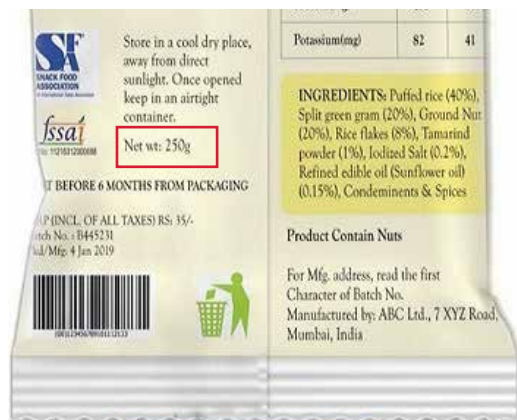 SFA
SNACK FOOD
ASSOCIATION
fssai
Store in a cool dry place,
away from direct
sunlight. Once opened
keep in an airtight
container.
Net wt: 250g
T BEFORE 6 MONTHS FROM PACKAGING
(INCL. OF ALL TAXES) RS: 35/-
No. : B445231
/Mfg: 4 Jan 2019
Potassium(mg) 82 41
INGREDIENTS: Puffed rice (40%),
Split green gram (20%), Ground Nut
(20%), Rice flakes (8%), Tamarind
powder (1%), Iodized Salt (0.2%),
Refined edible oil (Sunflower oil)
(0.15%), Condeminents & Spices
Product Contain Nuts
For Mfg. address, read the first
Character of Batch No.
Manufactured by: ABC Ltd., 7 XYZ Road,
Mumbai, India